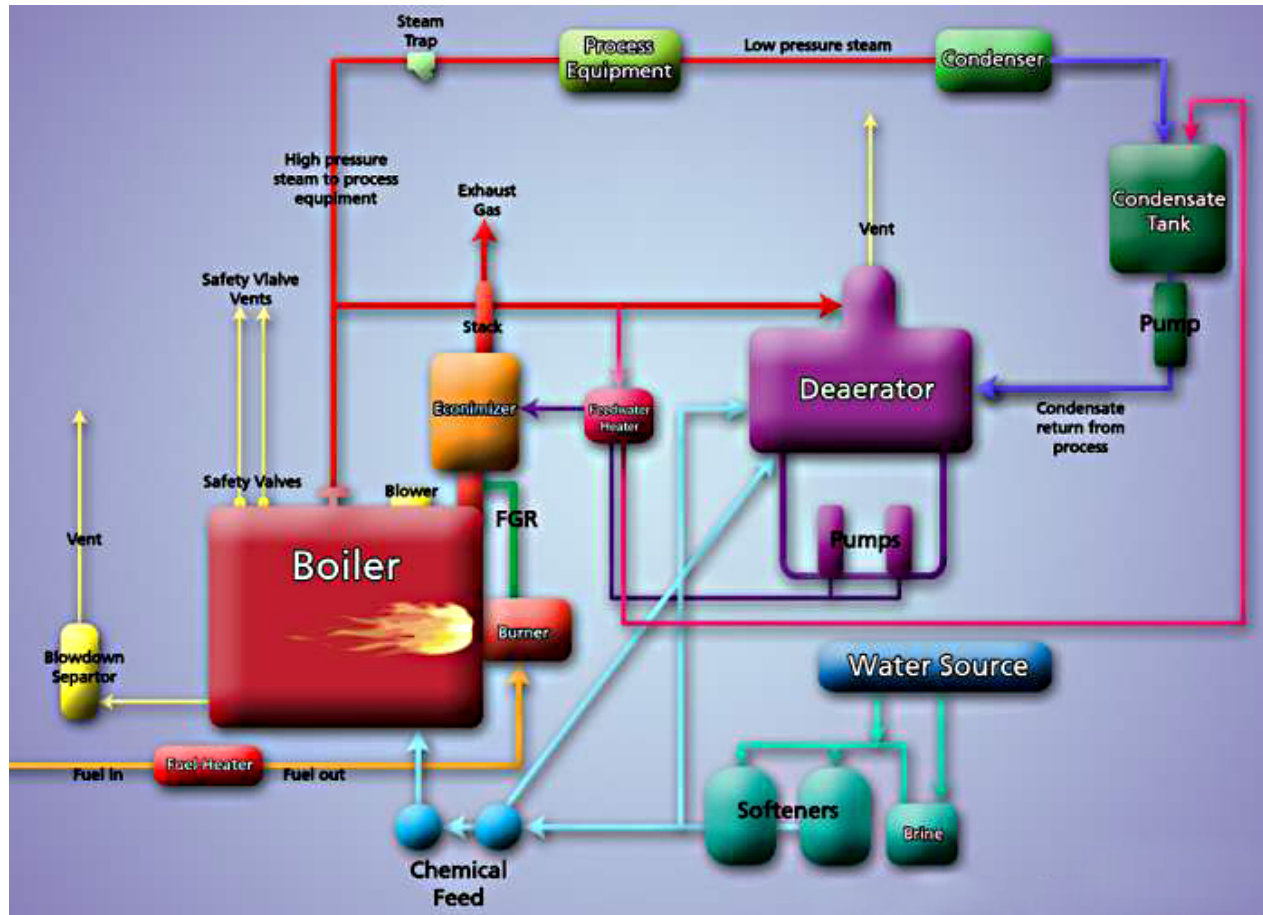 Steam
Trap
Process
Equipment
Low pressure steam
Condenser
High pressure
steam to process
equpiment
Exhaust
Gas
Vent
Condensate
Tank
Safety Vlalve
Vents
Stack
Pump
Econimizer
Feedwater
Heater
Deaerator
Condensate
return from
process
Safety Valves
Blower
FGR
Vent
Boiler
Pumps
Burner
Blowdown
Separtor
Water Source
Fuel in
Fuel Heater
Fuel out
Softeners
Brine
Chemical
Feed